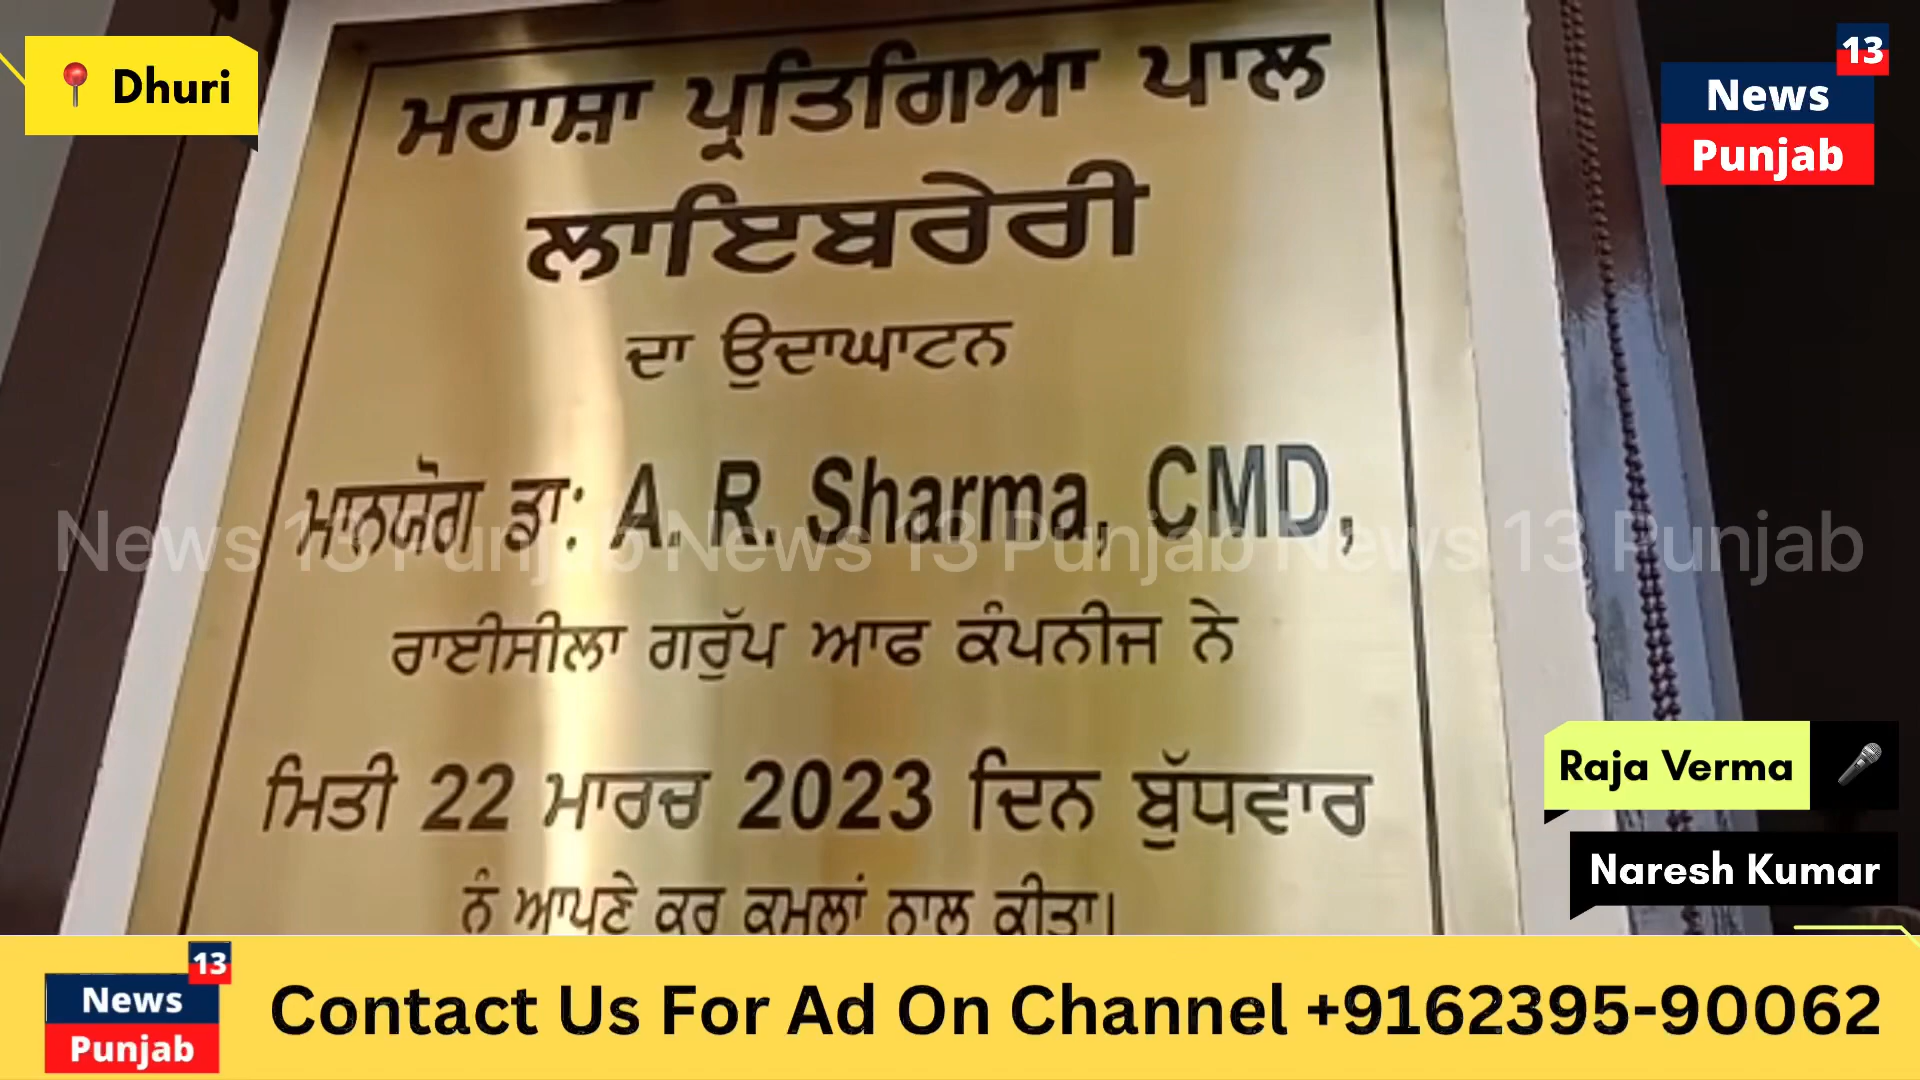 📍 Dhuri
13
News
Punjab
ਮਹਾਸ਼ਾ ਪ੍ਰਤਿਗਿਆ ਪਾਲ
ਲਾਇਬਰੇਰੀ
ਦਾ ਉਦਾਘਾਟਨ
ਮਾਨਯੋਗ ਡਾ: A. R. Sharma, CMD,
News 13 Punjab News 13 Punjab News 13 Punjab
ਰਾਈਸੀਲਾ ਗਰੁੱਪ ਆਫ ਕੰਪਨੀਜ ਨੇ
ਮਿਤੀ 22 ਮਾਰਚ 2023 ਦਿਨ ਬੁੱਧਵਾਰ
ਨੂੰ ਆਪਣੇ ਕਰ ਕਮਲਾਂ ਨਾਲ ਕੀਤਾ।
Raja Verma
Naresh Kumar
13
News
Punjab
Contact Us For Ad On Channel +9162395-90062